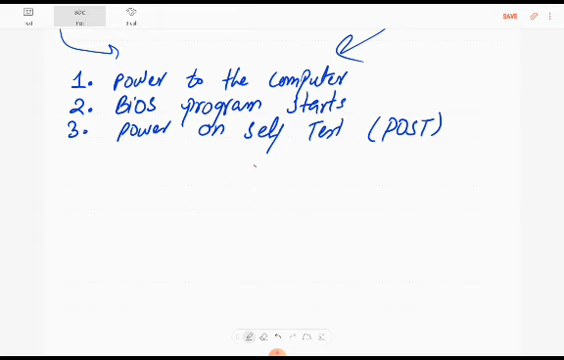 SAVE
1. Power to the Computer
2. BiOS program starts
3. Power on self Test (POST)